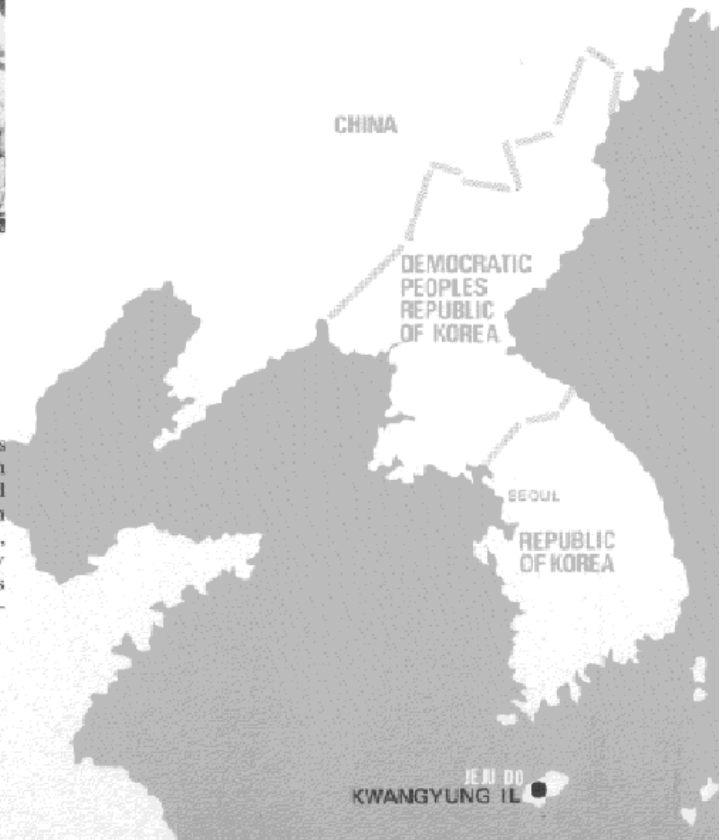 CHINA
DEMOCRATIC
PEOPLES
REPUBLIC
OF KOREA
SEOUL
REPUBLIC
OF KOREA
JEJU DO
KWANGYUNG IL